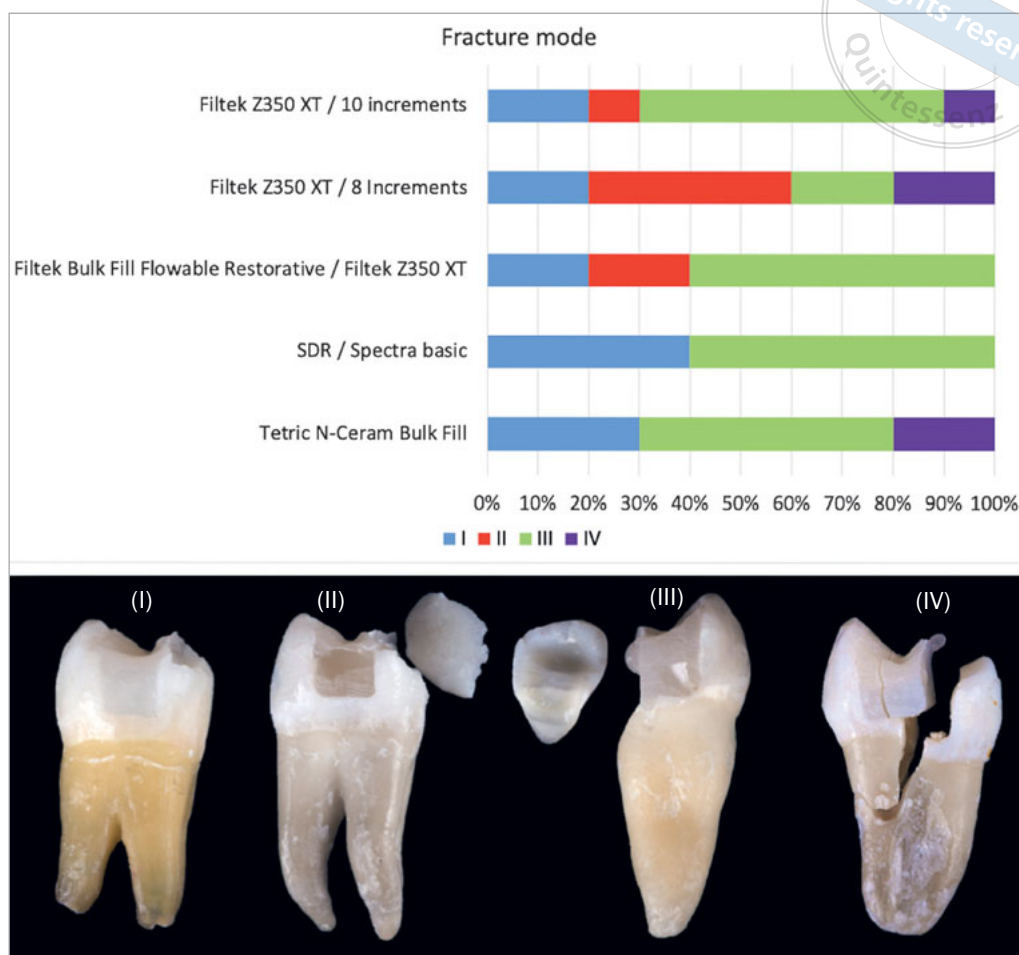 ghts reser
Quintessenz
Fracture mode
Filtek Z350 XT / 10 increments
Filtek Z350 XT / 8 Increments
Filtek Bulk Fill Flowable Restorative / Filtek Z350 XT
SDR / Spectra basic
Tetric N-Ceram Bulk Fill
0% 10% 20% 30% 40% 50% 60% 70% 80% 90% 100%
I II III IV
(I) (II) (III) (IV)